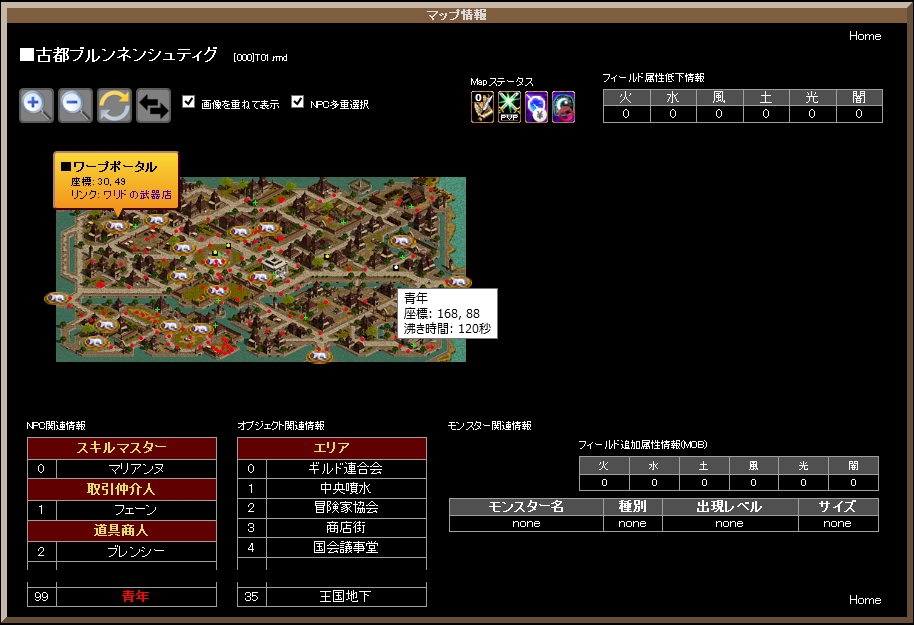 マップ情報
Home
■古都ブルンネンシュティグ [000]T01.rmd
画像を重ねて表示 NPC多重選択
Mapステータス
0
PVP
フィールド属性低下情報
火 水 風 土 光 闇
0 0 0 0 0 0
■ワープポータル
座標: 30, 49
リンク: ワリドの武器店
青年
座標: 168, 88
沸き時間: 120秒
NPC関連情報
スキルマスター
0 マリアンヌ
取引仲介人
1 フェーン
道具商人
2 ブレンシー
99 青年
オブジェクト関連情報
エリア
0 ギルド連合会
1 中央噴水
2 冒険家協会
3 商店街
4 国会議事堂
35 王国地下
モンスター関連情報
フィールド追加属性情報(MOB)
火 水 土 風 光 闇
0 0 0 0 0 0
モンスター名 種別 出現レベル サイズ
none none none none
Home